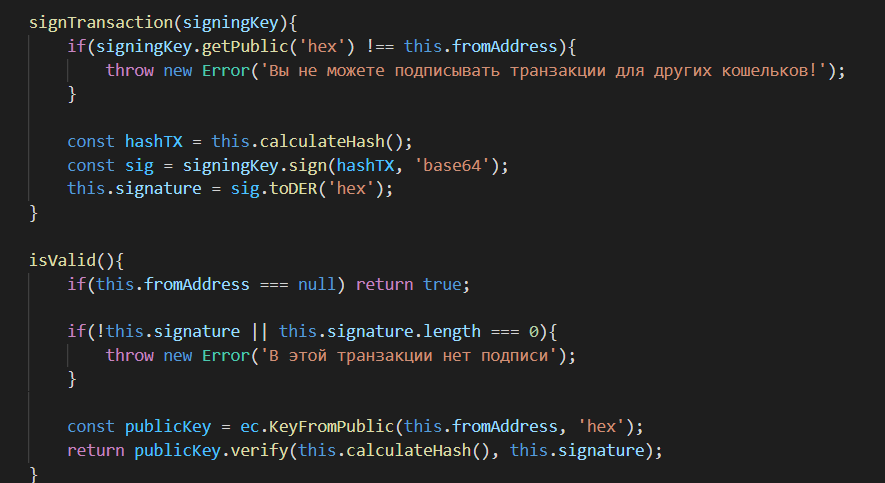 signTransaction(signingKey){
if(signingKey.getPublic('hex') !== this.fromAddress){
throw new Error('Вы не можете подписывать транзакции для других кошельков!');
}
const hashTX = this.calculateHash();
const sig = signingKey.sign(hashTX, 'base64');
this.signature = sig.toDER('hex');
}
isValid(){
if(this.fromAddress === null) return true;
if(!this.signature || this.signature.length === 0){
throw new Error('В этой транзакции нет подписи');
}
const publicKey = ec.KeyFromPublic(this.fromAddress, 'hex');
return publicKey.verify(this.calculateHash(), this.signature);
}